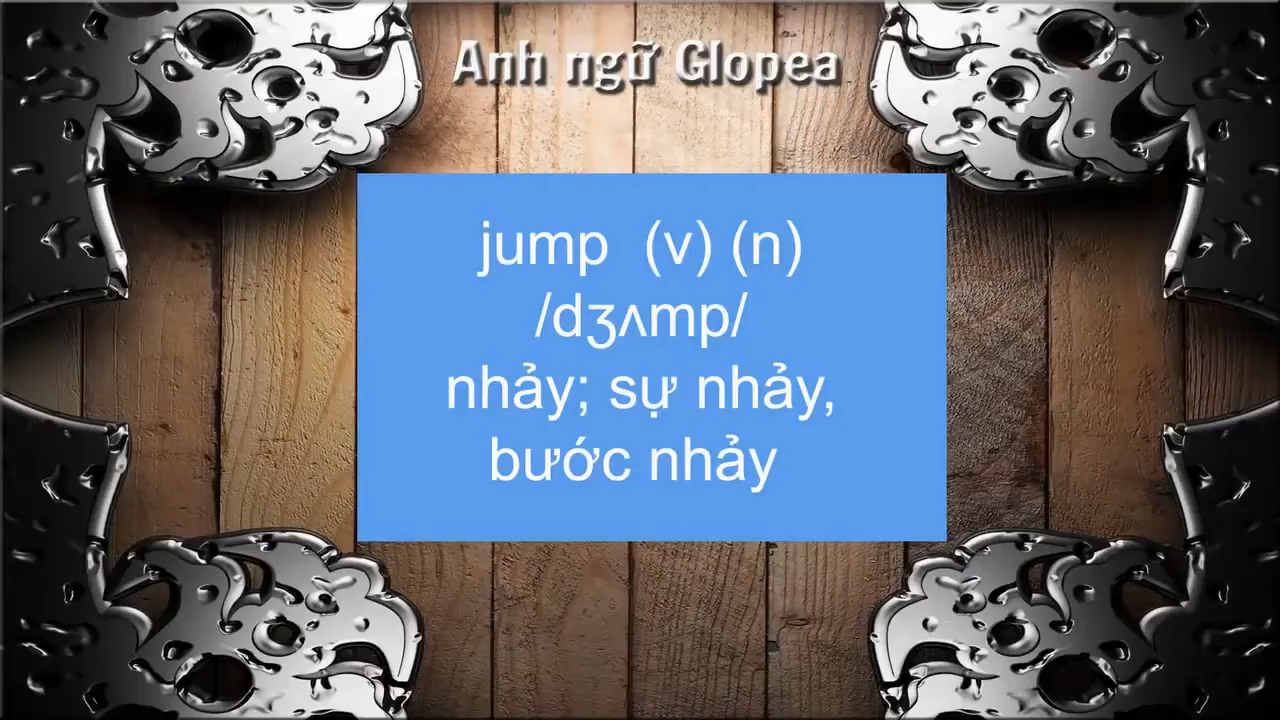 Anh ngữ Glopea
jump (v) (n)
/dʒʌmp/
nhảy; sự nhảy,
bước nhảy